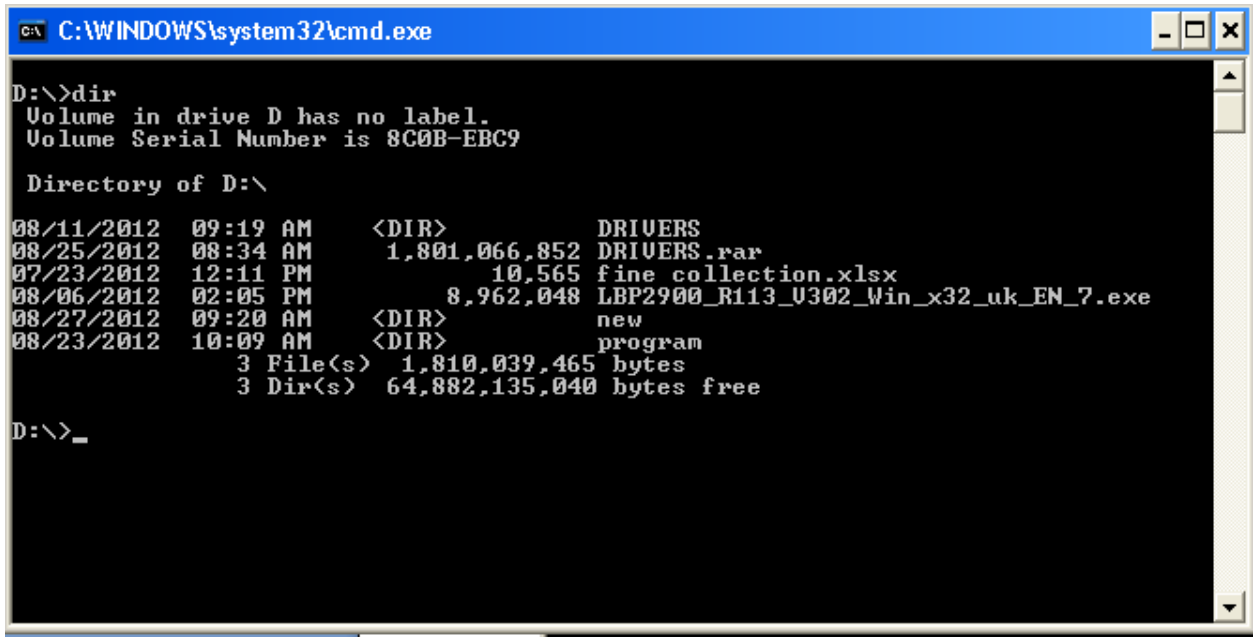 C:\WINDOWS\system32\cmd.exe
D:\>dir
 Volume in drive D has no label.
 Volume Serial Number is 8C0B-EBC9

 Directory of D:\

08/11/2012  09:19 AM    <DIR>          DRIVERS
08/25/2012  08:34 AM     1,801,066,852 DRIVERS.rar
07/23/2012  12:11 PM            10,565 fine collection.xlsx
08/06/2012  02:05 PM         8,962,048 LBP2900_R113_V302_Win_x32_uk_EN_7.exe
08/27/2012  09:20 AM    <DIR>          new
08/23/2012  10:09 AM    <DIR>          program
               3 File(s)  1,810,039,465 bytes
               3 Dir(s)  64,882,135,040 bytes free

D:\>_